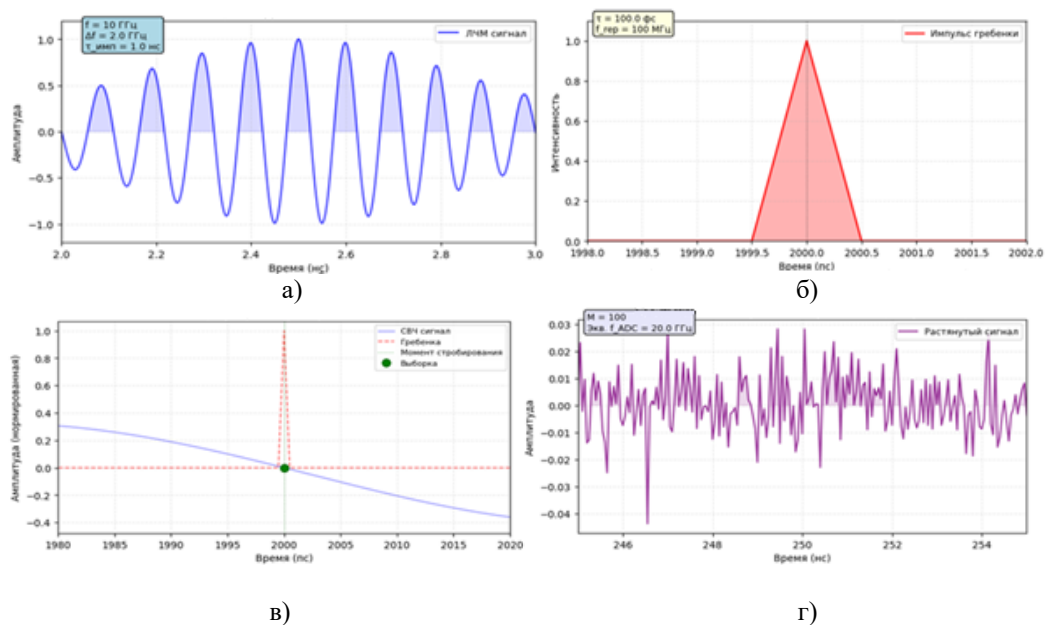 f = 10 ГГц
Δf = 2.0 ГГц
τ_имп = 1.0 нс
ЛЧМ сигнал
1.0
0.5
0.0
−0.5
−1.0
Амплитуда
2.0 2.2 2.4 2.6 2.8 3.0
Время (нс)
а)
τ = 100.0 фс
f_rep = 100 МГц
Импульс гребенки
1.0
0.8
0.6
0.4
0.2
0.0
Интенсивность
1998.0 1998.5 1999.0 1999.5 2000.0 2000.5 2001.0 2001.5 2002.0
Время (пс)
б)
СВЧ сигнал
Гребенка
Момент стробирования
Выборка
1.0
0.8
0.6
0.4
0.2
0.0
−0.2
−0.4
Амплитуда (нормированная)
1980 1985 1990 1995 2000 2005 2010 2015 2020
Время (пс)
в)
M = 100
Экв. f_ADC = 20.0 ГГц
Растянутый сигнал
0.03
0.02
0.01
0.00
−0.01
−0.02
−0.03
−0.04
Амплитуда
246 248 250 252 254
Время (нс)
г)